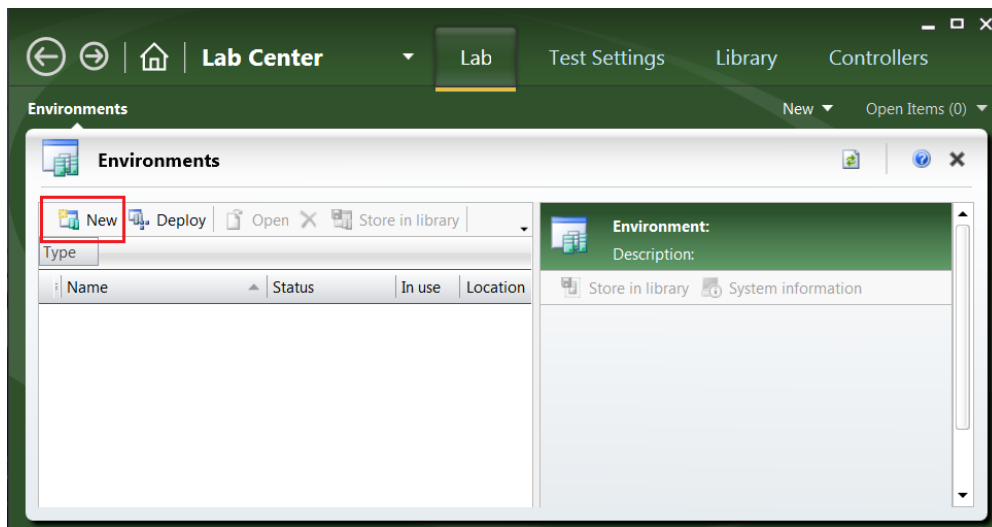 Lab Center Lab Test Settings Library Controllers
Environments New Open Items (0)
Environments
New Deploy Open Store in library
Type
Name Status In use Location
Environment:
Description:
Store in library System information